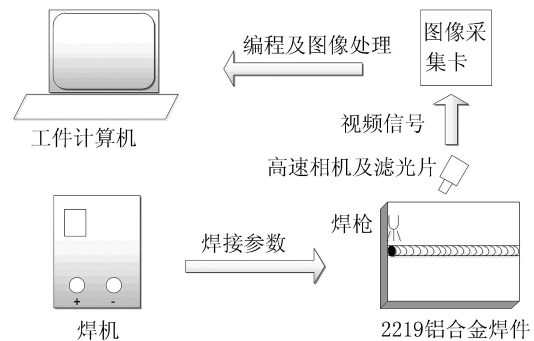 编程及图像处理
图像采
集卡
工件计算机
视频信号
高速相机及滤光片
焊枪
焊接参数
+ -
焊机
2219铝合金焊件